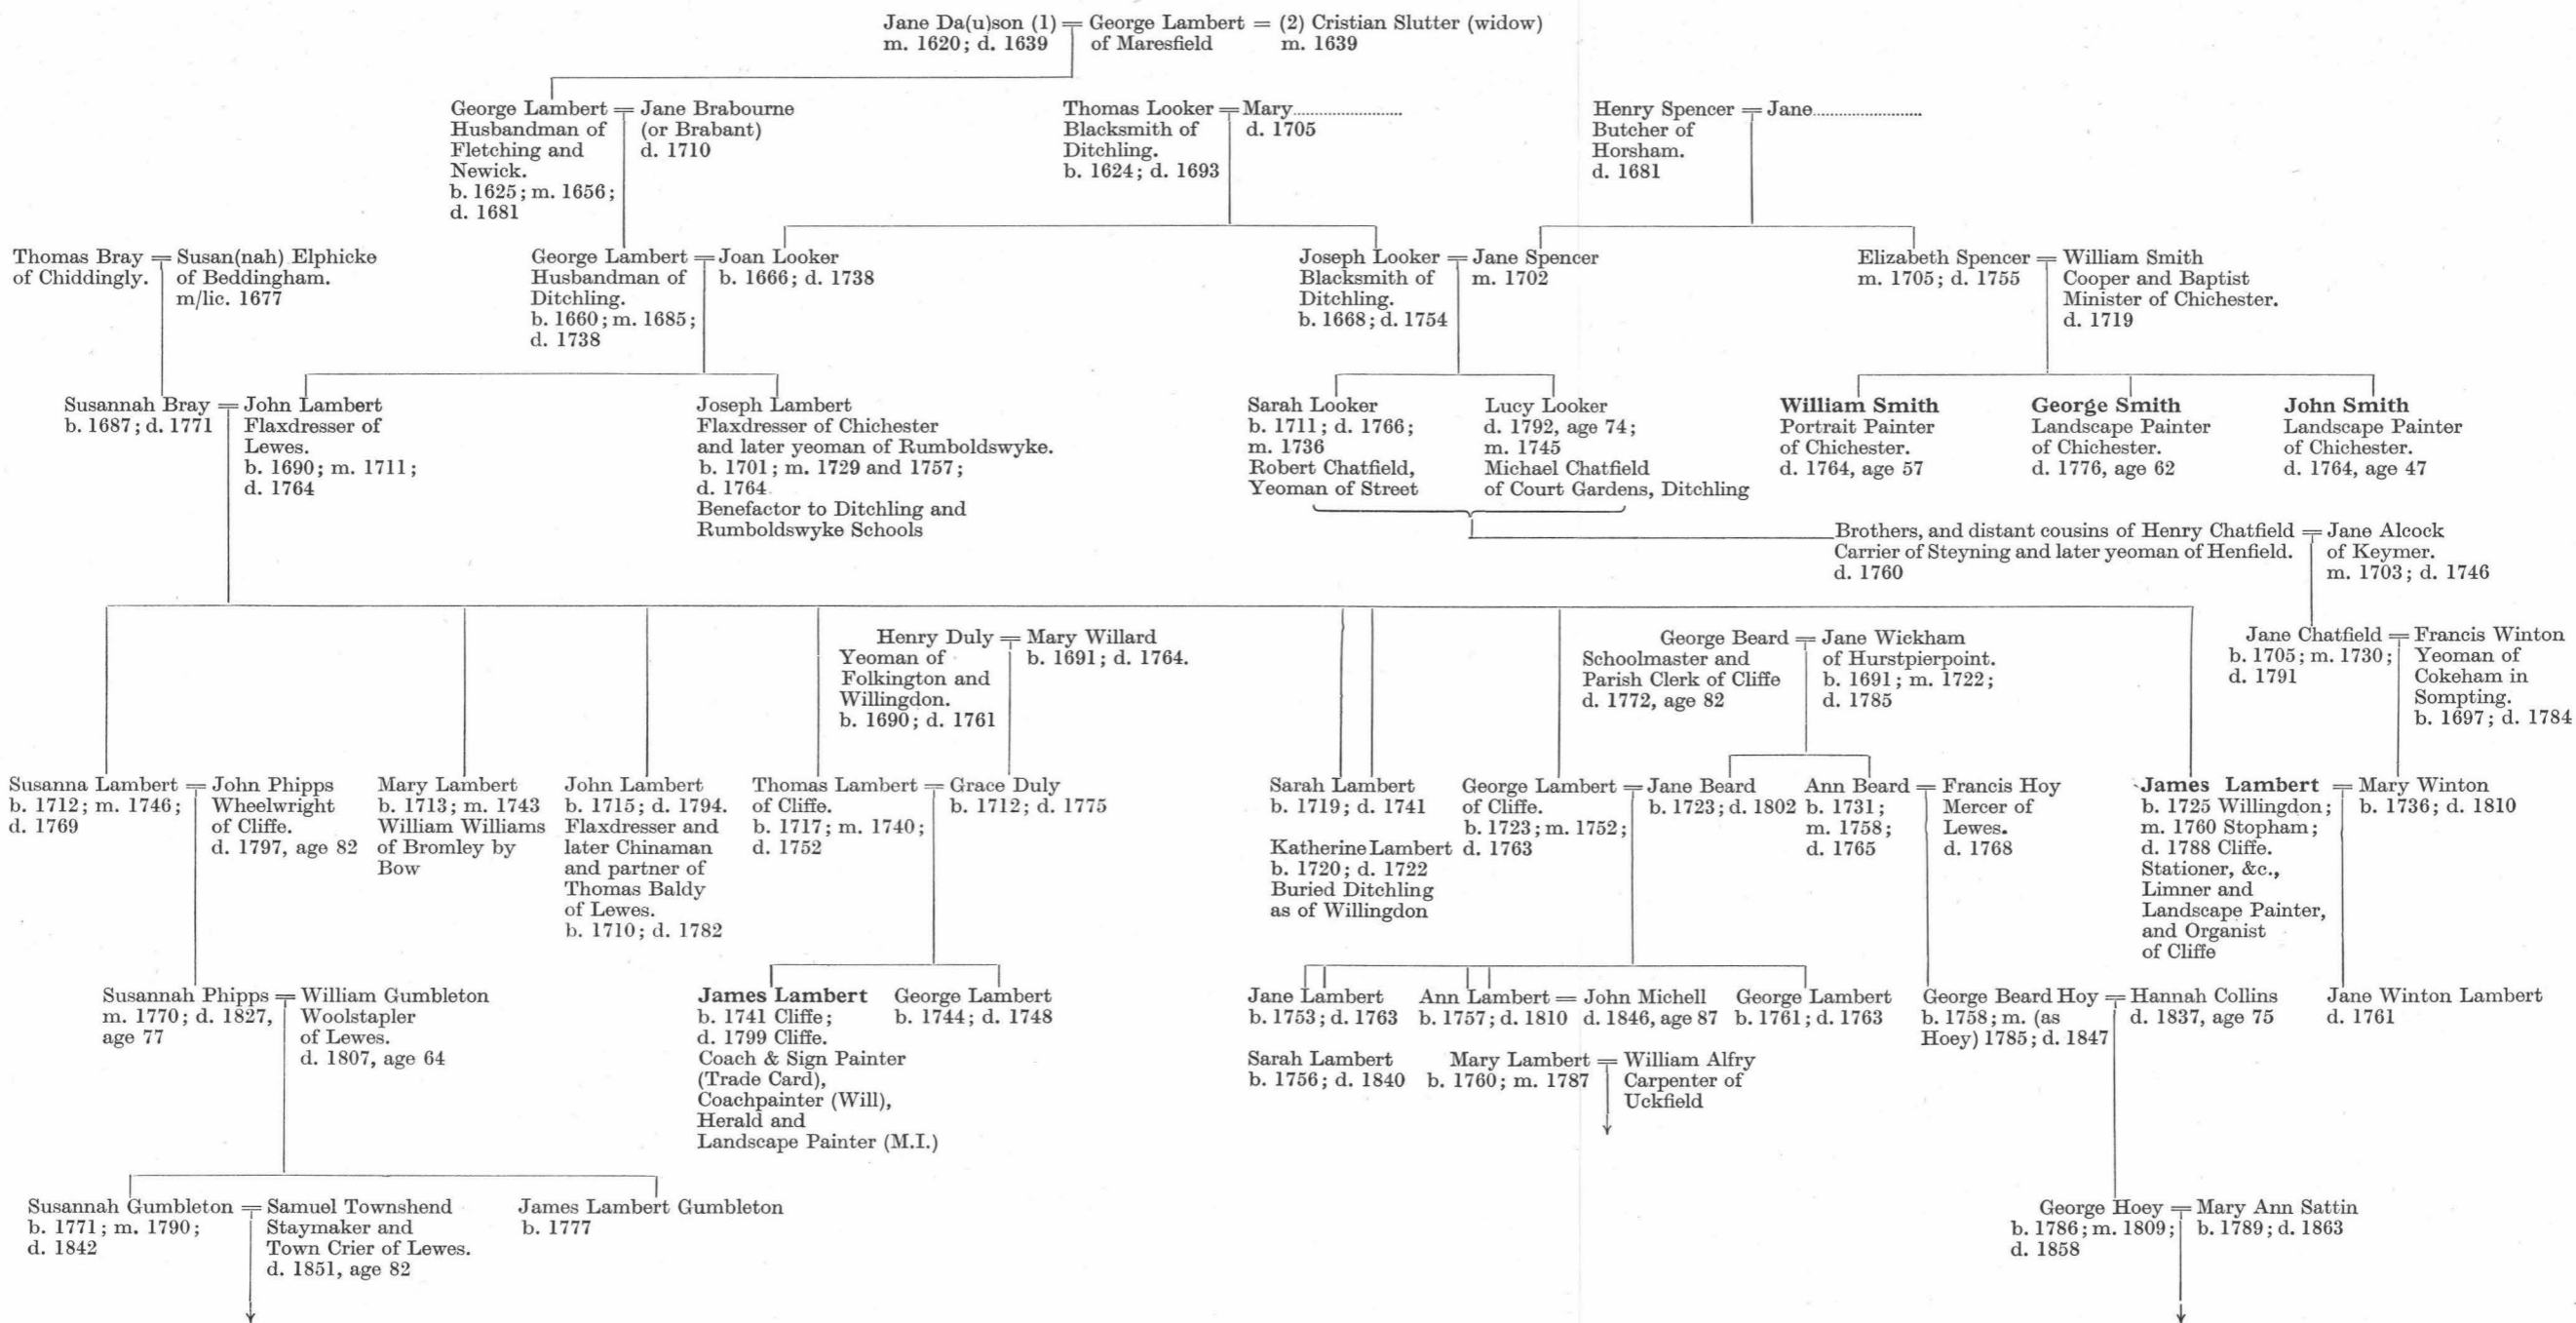 Jane Da(u)son (1) = George Lambert = (2) Cristian Slutter (widow)
m. 1620; d. 1639 of Maresfield m. 1639
George Lambert = Jane Brabourne
Husbandman of (or Brabant)
Fletching and d. 1710
Newick.
b. 1625; m. 1656;
d. 1681
Thomas Looker = Mary......................
Blacksmith of d. 1705
Ditchling.
b. 1624; d. 1693
Henry Spencer = Jane......................
Butcher of
Horsham.
d. 1681
Thomas Bray = Susan(nah) Elphicke
of Chiddingly. of Beddingham.
m/lic. 1677
George Lambert = Joan Looker
Husbandman of b. 1666; d. 1738
Ditchling.
b. 1660; m. 1685;
d. 1738
Joseph Looker = Jane Spencer
Blacksmith of m. 1702
Ditchling.
b. 1668; d. 1754
Elizabeth Spencer = William Smith
m. 1705; d. 1755 Cooper and Baptist
Minister of Chichester.
d. 1719
Susannah Bray = John Lambert
b. 1687; d. 1771 Flaxdresser of
Lewes.
b. 1690; m. 1711;
d. 1764
Joseph Lambert
Flaxdresser of Chichester
and later yeoman of Rumboldswyke.
b. 1701; m. 1729 and 1757;
d. 1764
Benefactor to Ditchling and
Rumboldswyke Schools
Sarah Looker
b. 1711; d. 1766;
m. 1736
Robert Chatfield,
Yeoman of Street
Lucy Looker
d. 1792, age 74;
m. 1745
Michael Chatfield
of Court Gardens, Ditchling
William Smith
Portrait Painter
of Chichester.
d. 1764, age 57
George Smith
Landscape Painter
of Chichester.
d. 1776, age 62
John Smith
Landscape Painter
of Chichester.
d. 1764, age 47
Brothers, and distant cousins of Henry Chatfield = Jane Alcock
Carrier of Steyning and later yeoman of Henfield. of Keymer.
d. 1760 m. 1703; d. 1746
Henry Duly = Mary Willard
Yeoman of b. 1691; d. 1764.
Folkington and
Willingdon.
b. 1690; d. 1761
George Beard = Jane Wickham
Schoolmaster and of Hurstpierpoint.
Parish Clerk of Cliffe b. 1691; m. 1722;
d. 1772, age 82 d. 1785
Jane Chatfield = Francis Winton
b. 1705; m. 1730; Yeoman of
d. 1791 Cokeham in
Sompting.
b. 1697; d. 1784
Susanna Lambert = John Phipps
b. 1712; m. 1746; Wheelwright
d. 1769 of Cliffe.
d. 1797, age 82
Mary Lambert
b. 1713; m. 1743
William Williams
of Bromley by
Bow
John Lambert
b. 1715; d. 1794.
Flaxdresser and
later Chinaman
and partner of
Thomas Baldy
of Lewes.
b. 1710; d. 1782
Thomas Lambert = Grace Duly
of Cliffe. b. 1712; d. 1775
b. 1717; m. 1740;
d. 1752
Sarah Lambert
b. 1719; d. 1741
Katherine Lambert
b. 1720; d. 1722
Buried Ditchling
as of Willingdon
George Lambert = Jane Beard
of Cliffe. b. 1723; d. 1802
b. 1723; m. 1752;
d. 1763
Ann Beard = Francis Hoy
b. 1731; Mercer of
m. 1758; Lewes.
d. 1765 d. 1768
James Lambert = Mary Winton
b. 1725 Willingdon; b. 1736; d. 1810
m. 1760 Stopham;
d. 1788 Cliffe.
Stationer, &c.,
Limner and
Landscape Painter,
and Organist
of Cliffe
Susannah Phipps = William Gumbleton
m. 1770; d. 1827, Woolstapler
age 77 of Lewes.
d. 1807, age 64
James Lambert
b. 1741 Cliffe;
d. 1799 Cliffe.
Coach & Sign Painter
(Trade Card),
Coachpainter (Will),
Herald and
Landscape Painter (M.I.)
George Lambert
b. 1744; d. 1748
Jane Lambert
b. 1753; d. 1763
Sarah Lambert
b. 1756; d. 1840
Ann Lambert = John Michell
b. 1757; d. 1810 d. 1846, age 87
Mary Lambert = William Alfry
b. 1760; m. 1787 Carpenter of
Uckfield
George Lambert
b. 1761; d. 1763
George Beard Hoy = Hannah Collins
b. 1758; m. (as d. 1837, age 75
Hoey) 1785; d. 1847
Jane Winton Lambert
d. 1761
Susannah Gumbleton = Samuel Townshend
b. 1771; m. 1790; Staymaker and
d. 1842 Town Crier of Lewes.
d. 1851, age 82
James Lambert Gumbleton
b. 1777
George Hoey = Mary Ann Sattin
b. 1786; m. 1809; b. 1789; d. 1863
d. 1858